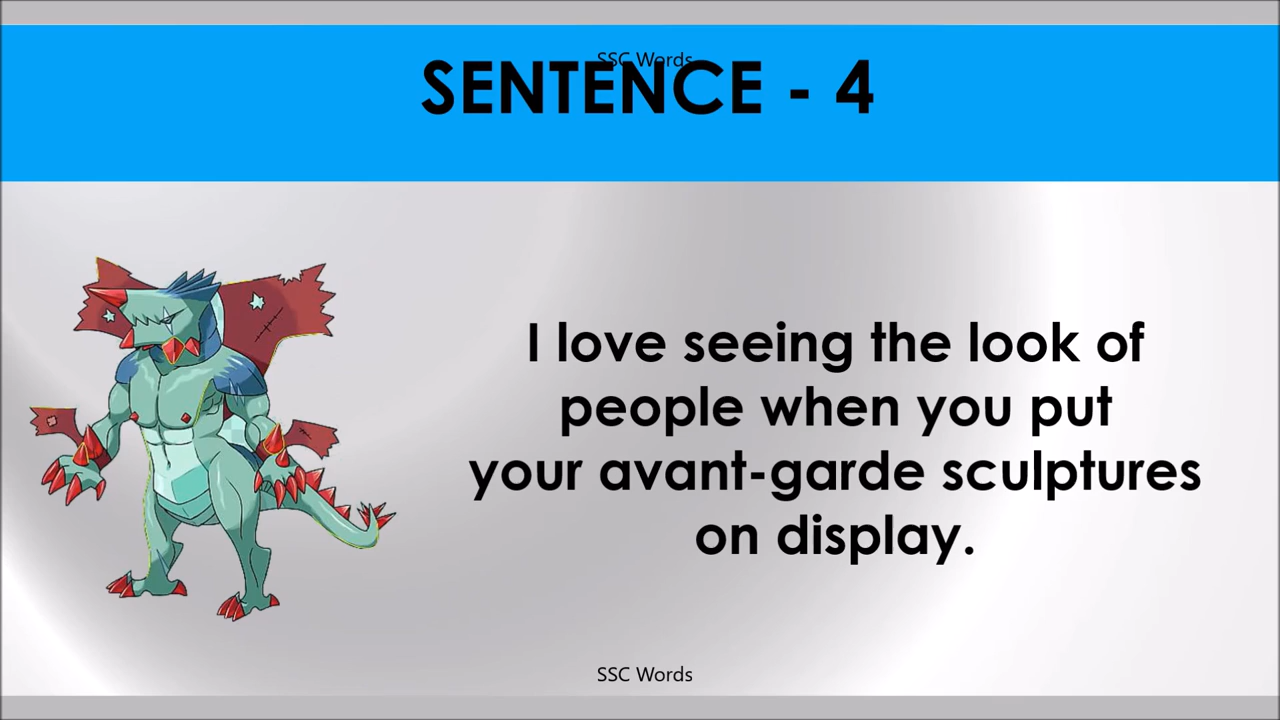 SSC Words
SENTENCE - 4
I love seeing the look of
people when you put
your avant-garde sculptures
on display.
SSC Words